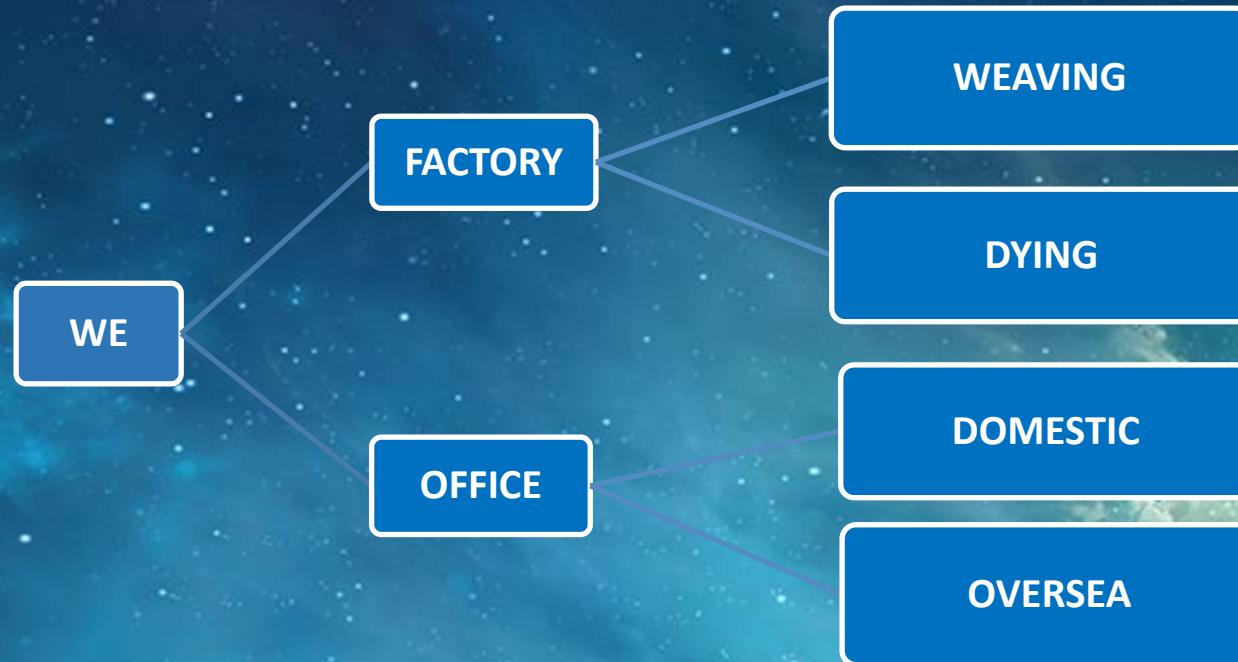 WE
FACTORY
WEAVING
DYING
OFFICE
DOMESTIC
OVERSEA